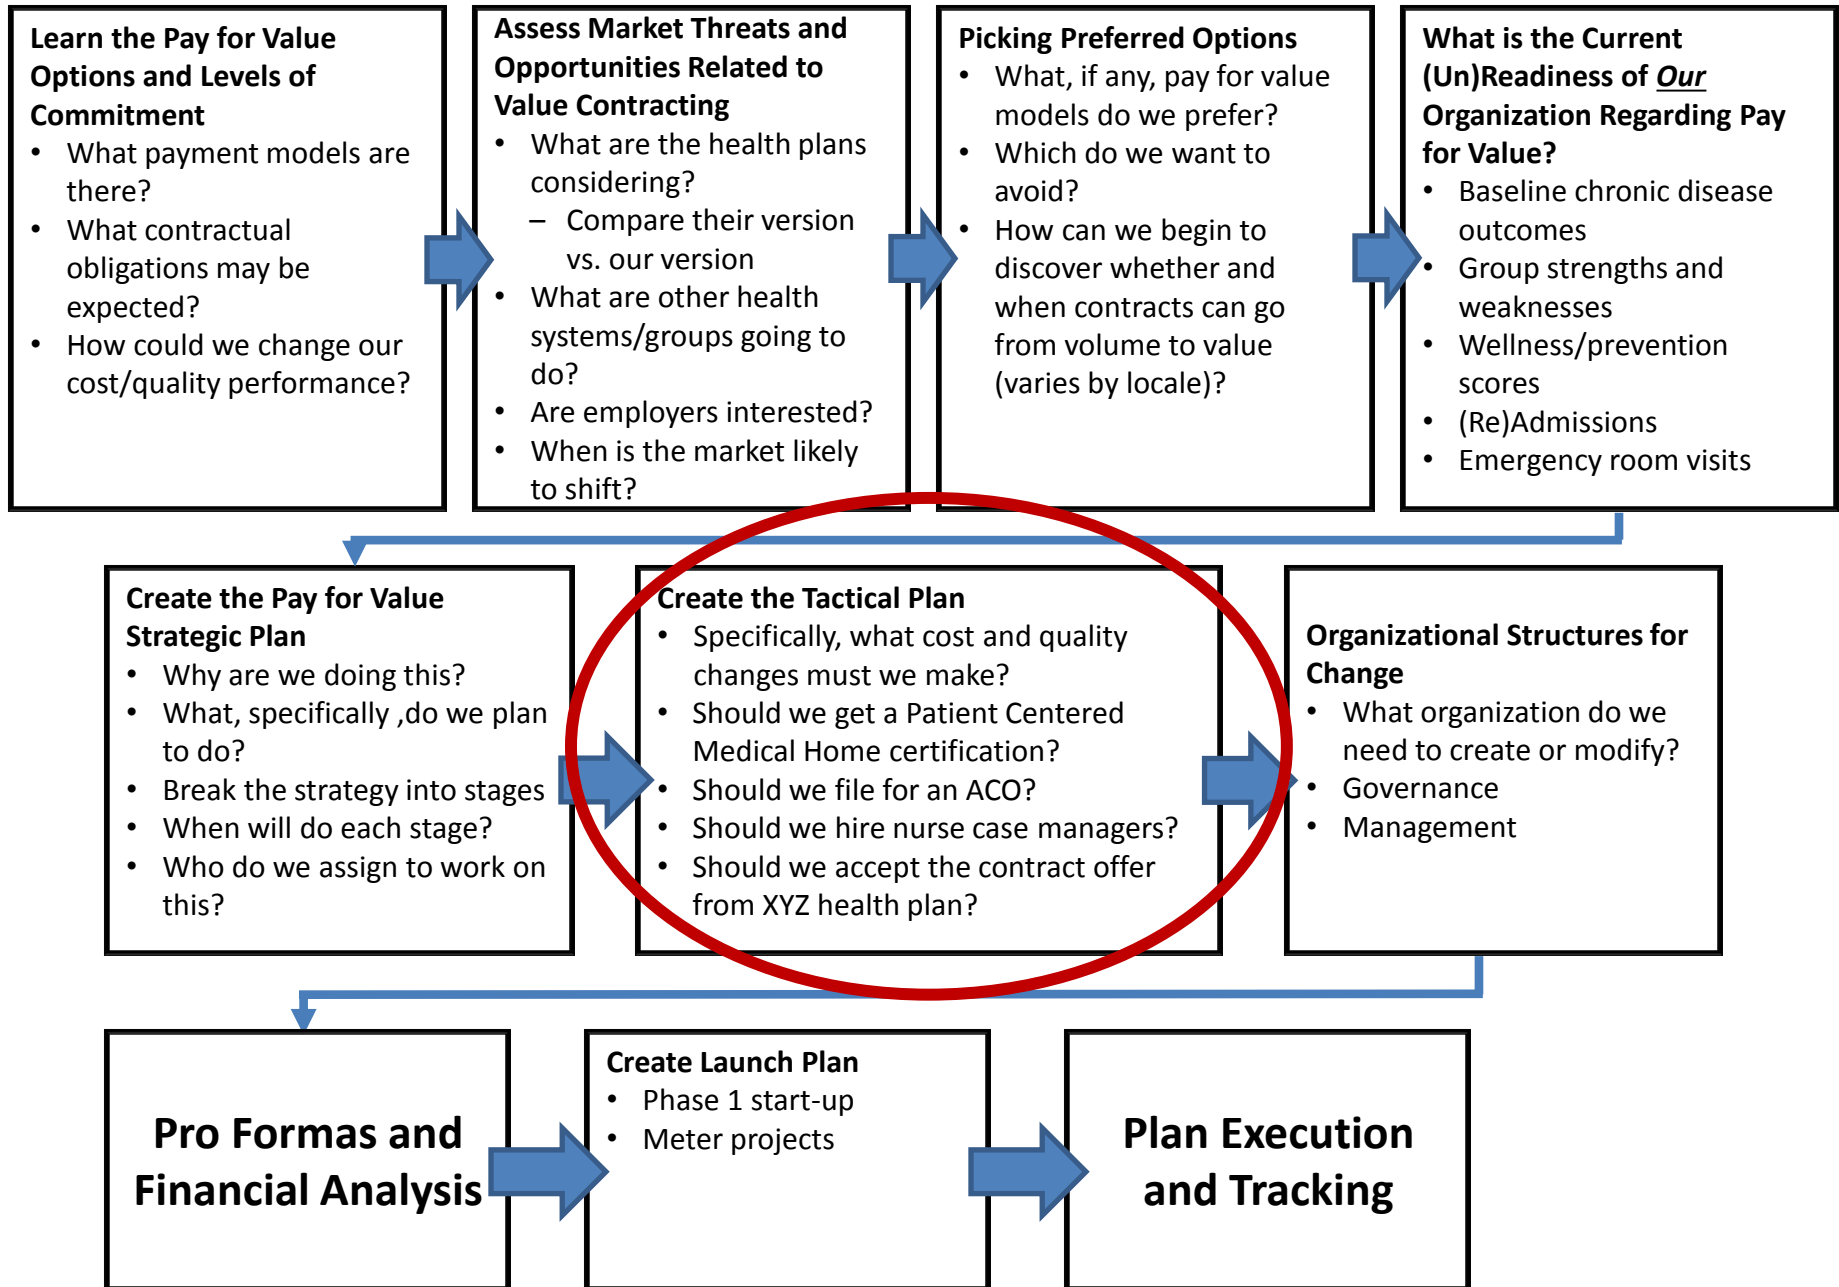 Learn the Pay for Value
Options and Levels of
Commitment
• What payment models are
there?
• What contractual
obligations may be
expected?
• How could we change our
cost/quality performance?
Assess Market Threats and
Opportunities Related to
Value Contracting
• What are the health plans
considering?
– Compare their version
vs. our version
• What are other health
systems/groups going to
do?
• Are employers interested?
• When is the market likely
to shift?
Picking Preferred Options
• What, if any, pay for value
models do we prefer?
• Which do we want to
avoid?
• How can we begin to
discover whether and
when contracts can go
from volume to value
(varies by locale)?
What is the Current
(Un)Readiness of Our
Organization Regarding Pay
for Value?
• Baseline chronic disease
outcomes
• Group strengths and
weaknesses
• Wellness/prevention
scores
• (Re)Admissions
• Emergency room visits
Create the Pay for Value
Strategic Plan
• Why are we doing this?
• What, specifically ,do we plan
to do?
• Break the strategy into stages
• When will do each stage?
• Who do we assign to work on
this?
Create the Tactical Plan
• Specifically, what cost and quality
changes must we make?
• Should we get a Patient Centered
Medical Home certification?
• Should we file for an ACO?
• Should we hire nurse case managers?
• Should we accept the contract offer
from XYZ health plan?
Organizational Structures for
Change
• What organization do we
need to create or modify?
• Governance
• Management
Pro Formas and
Financial Analysis
Create Launch Plan
• Phase 1 start-up
• Meter projects
Plan Execution
and Tracking